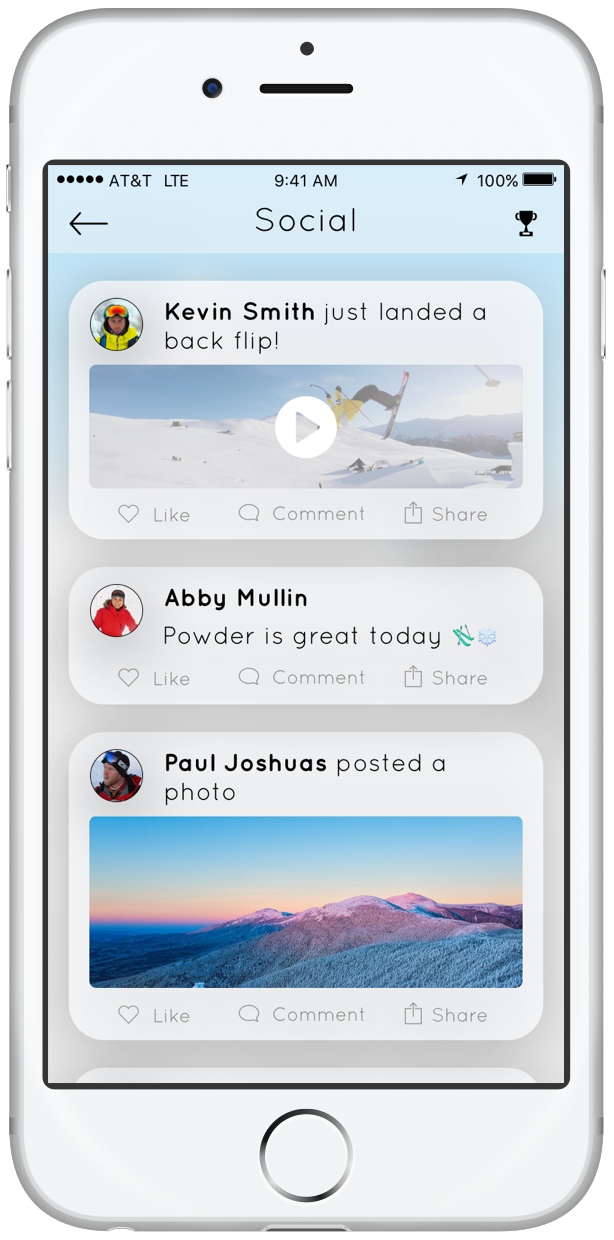 AT&T LTE 9:41 AM 100%
Social
Kevin Smith just landed a
back flip!
Like Comment Share
Abby Mullin
Powder is great today
Like Comment Share
Paul Joshuas posted a
photo
Like Comment Share